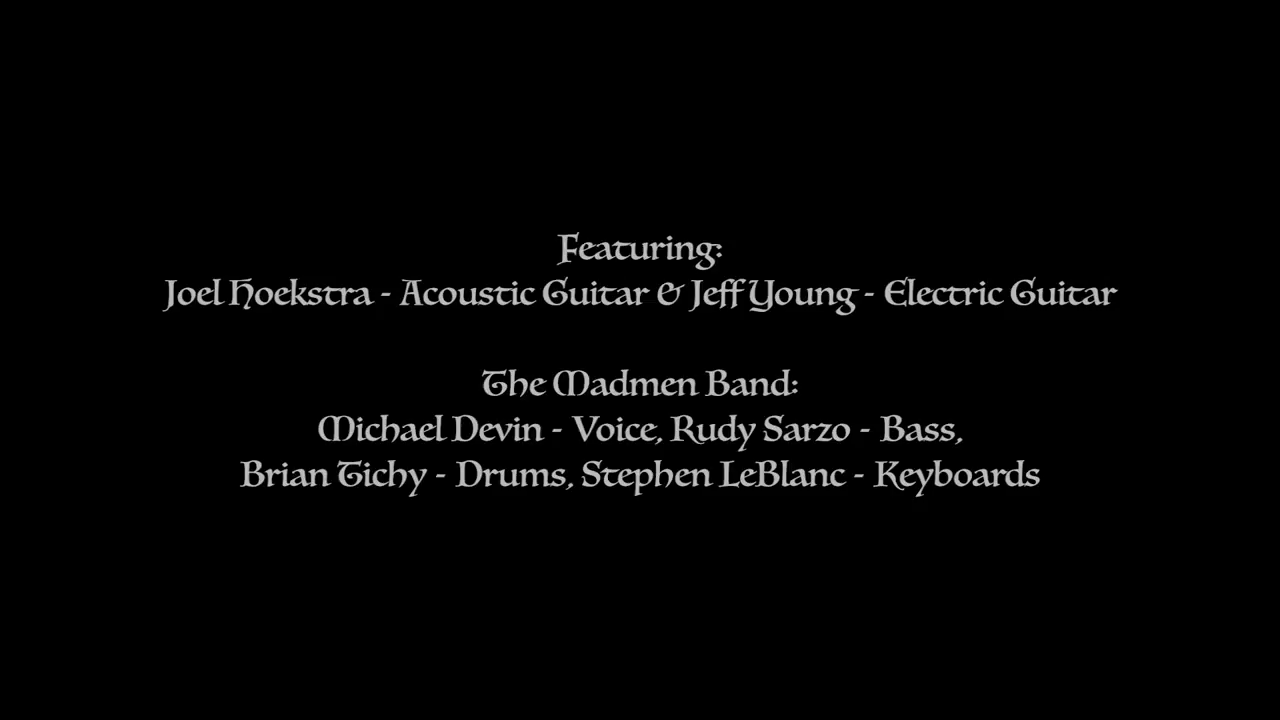 Featuring:
Joel Hoekstra - Acoustic Guitar & Jeff Young - Electric Guitar
The Madmen Band:
Michael Devin - Voice, Rudy Sarzo - Bass,
Brian Tichy - Drums, Stephen LeBlanc - Keyboards